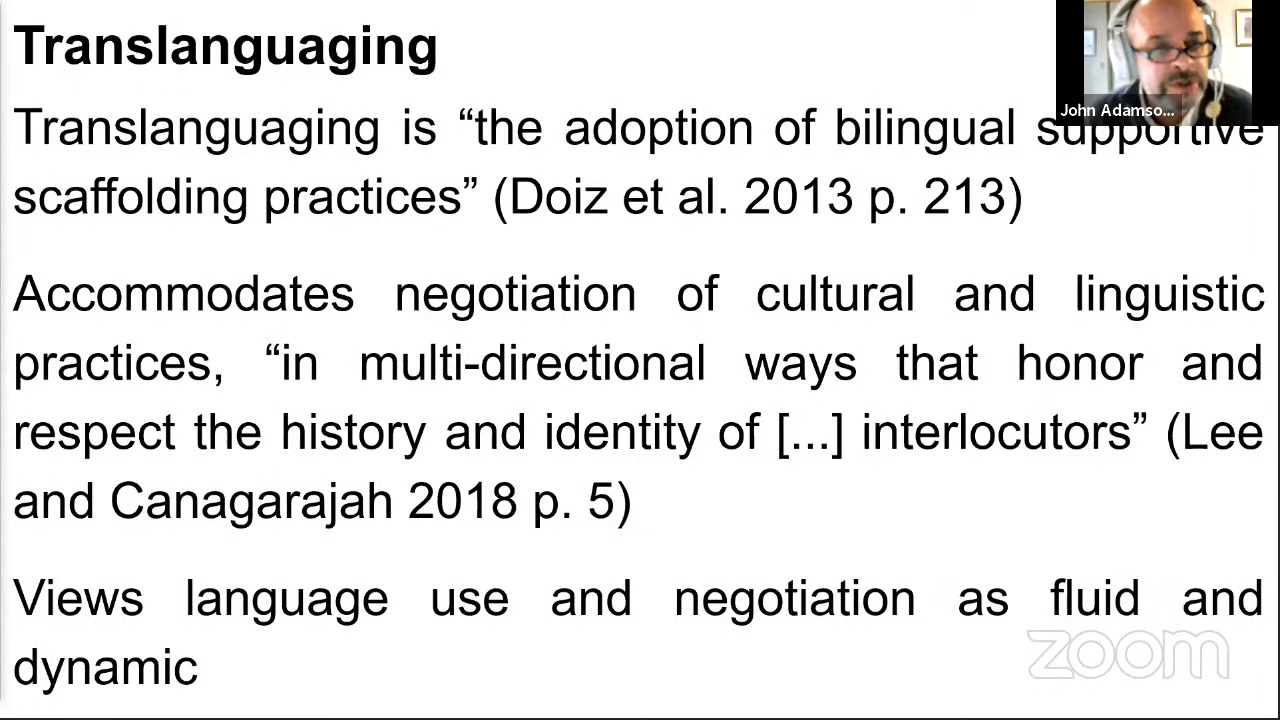 Translanguaging
John Adamso...
Translanguaging is “the adoption of bilingual supportive
scaffolding practices” (Doiz et al. 2013 p. 213)
Accommodates negotiation of cultural and linguistic
practices, “in multi-directional ways that honor and
respect the history and identity of [...] interlocutors” (Lee
and Canagarajah 2018 p. 5)
Views language use and negotiation as fluid and
dynamic
zoom